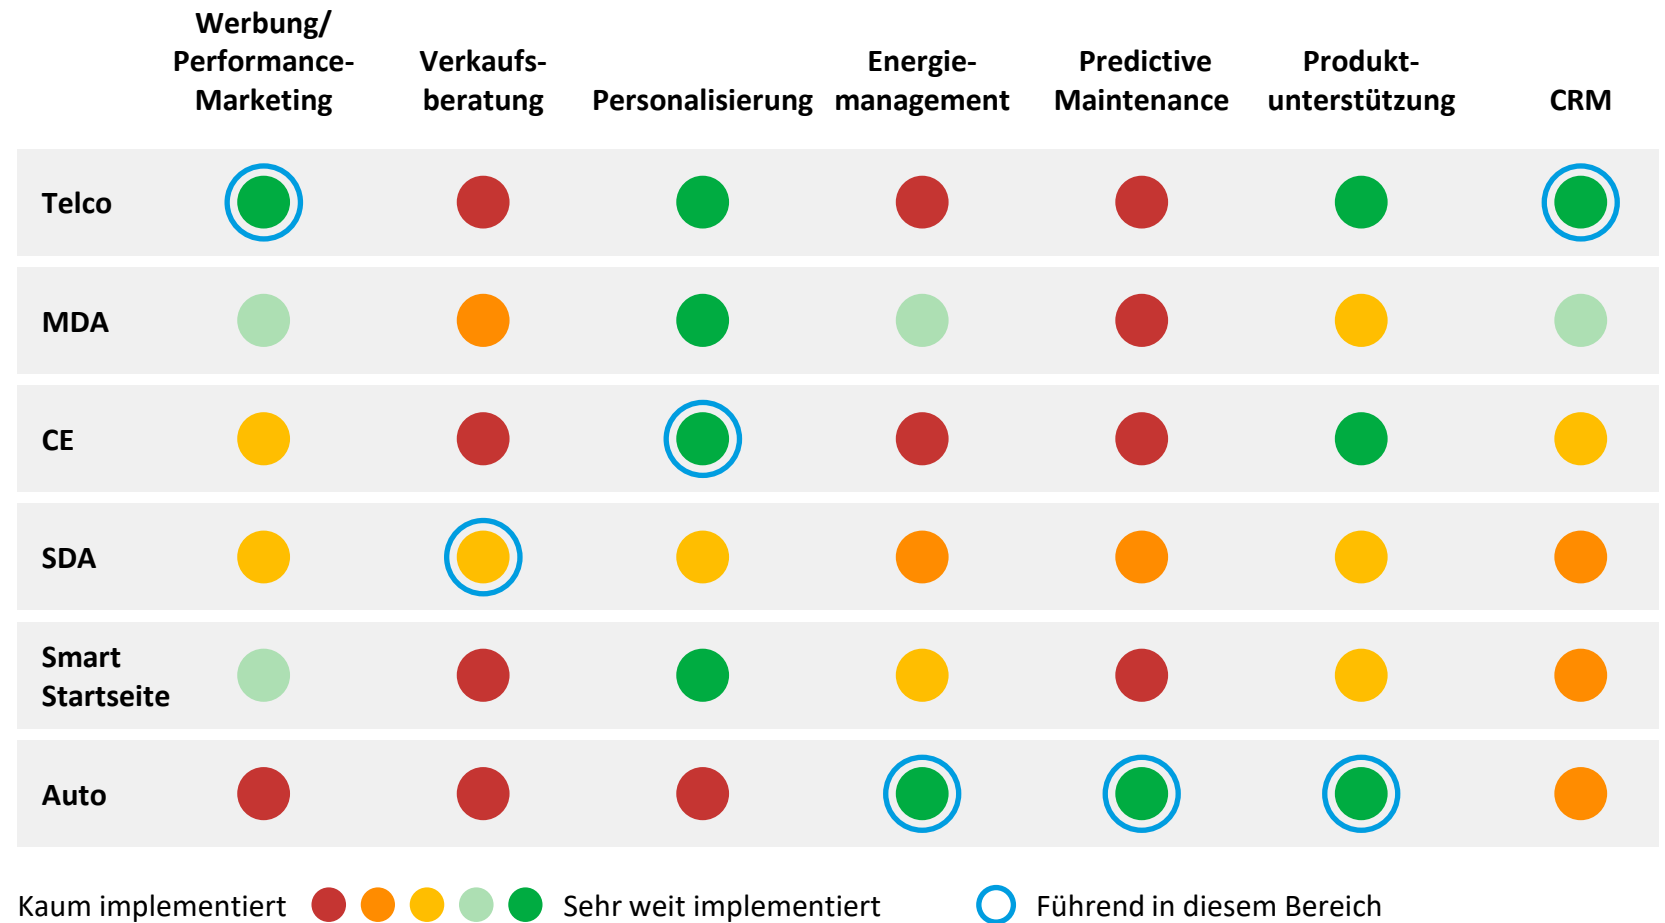 Werbung/
Performance-
Marketing
Verkaufs-
beratung
Personalisierung
Energie-
management
Predictive
Maintenance
Produkt-
unterstützung
CRM
Telco
MDA
CE
SDA
Smart
Startseite
Auto
Kaum implementiert
Sehr weit implementiert
Führend in diesem Bereich